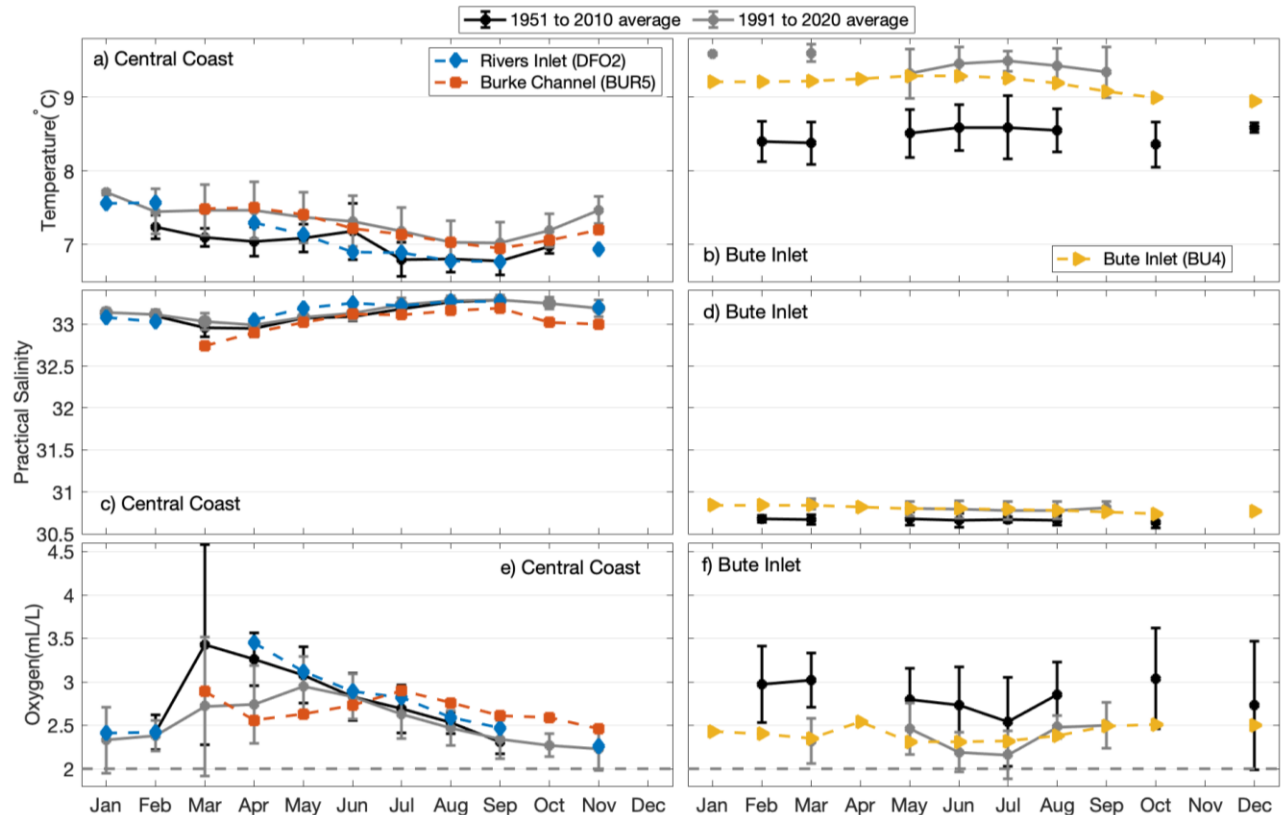 1951 to 2010 average 1991 to 2020 average
a) Central Coast
Rivers Inlet (DFO2)
Burke Channel (BUR5)
9
8
7
Temperature(°C)
b) Bute Inlet
Bute Inlet (BU4)
33
32.5
32
31.5
31
30.5
Practical Salinity
c) Central Coast
d) Bute Inlet
4.5
4
3.5
3
2.5
2
Oxygen(mL/L)
e) Central Coast
f) Bute Inlet
Jan Feb Mar Apr May Jun Jul Aug Sep Oct Nov Dec
Jan Feb Mar Apr May Jun Jul Aug Sep Oct Nov Dec